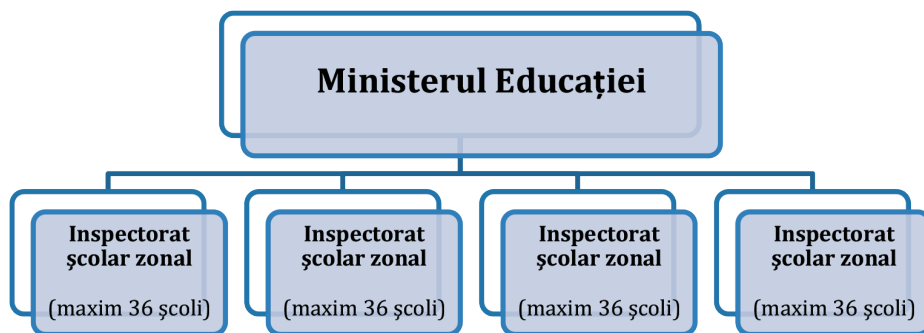 Ministerul Educației
Inspectorat
şcolar zonal
(maxim 36 şcoli)
Inspectorat
şcolar zonal
(maxim 36 şcoli)
Inspectorat
şcolar zonal
(maxim 36 şcoli)
Inspectorat
şcolar zonal
(maxim 36 şcoli)